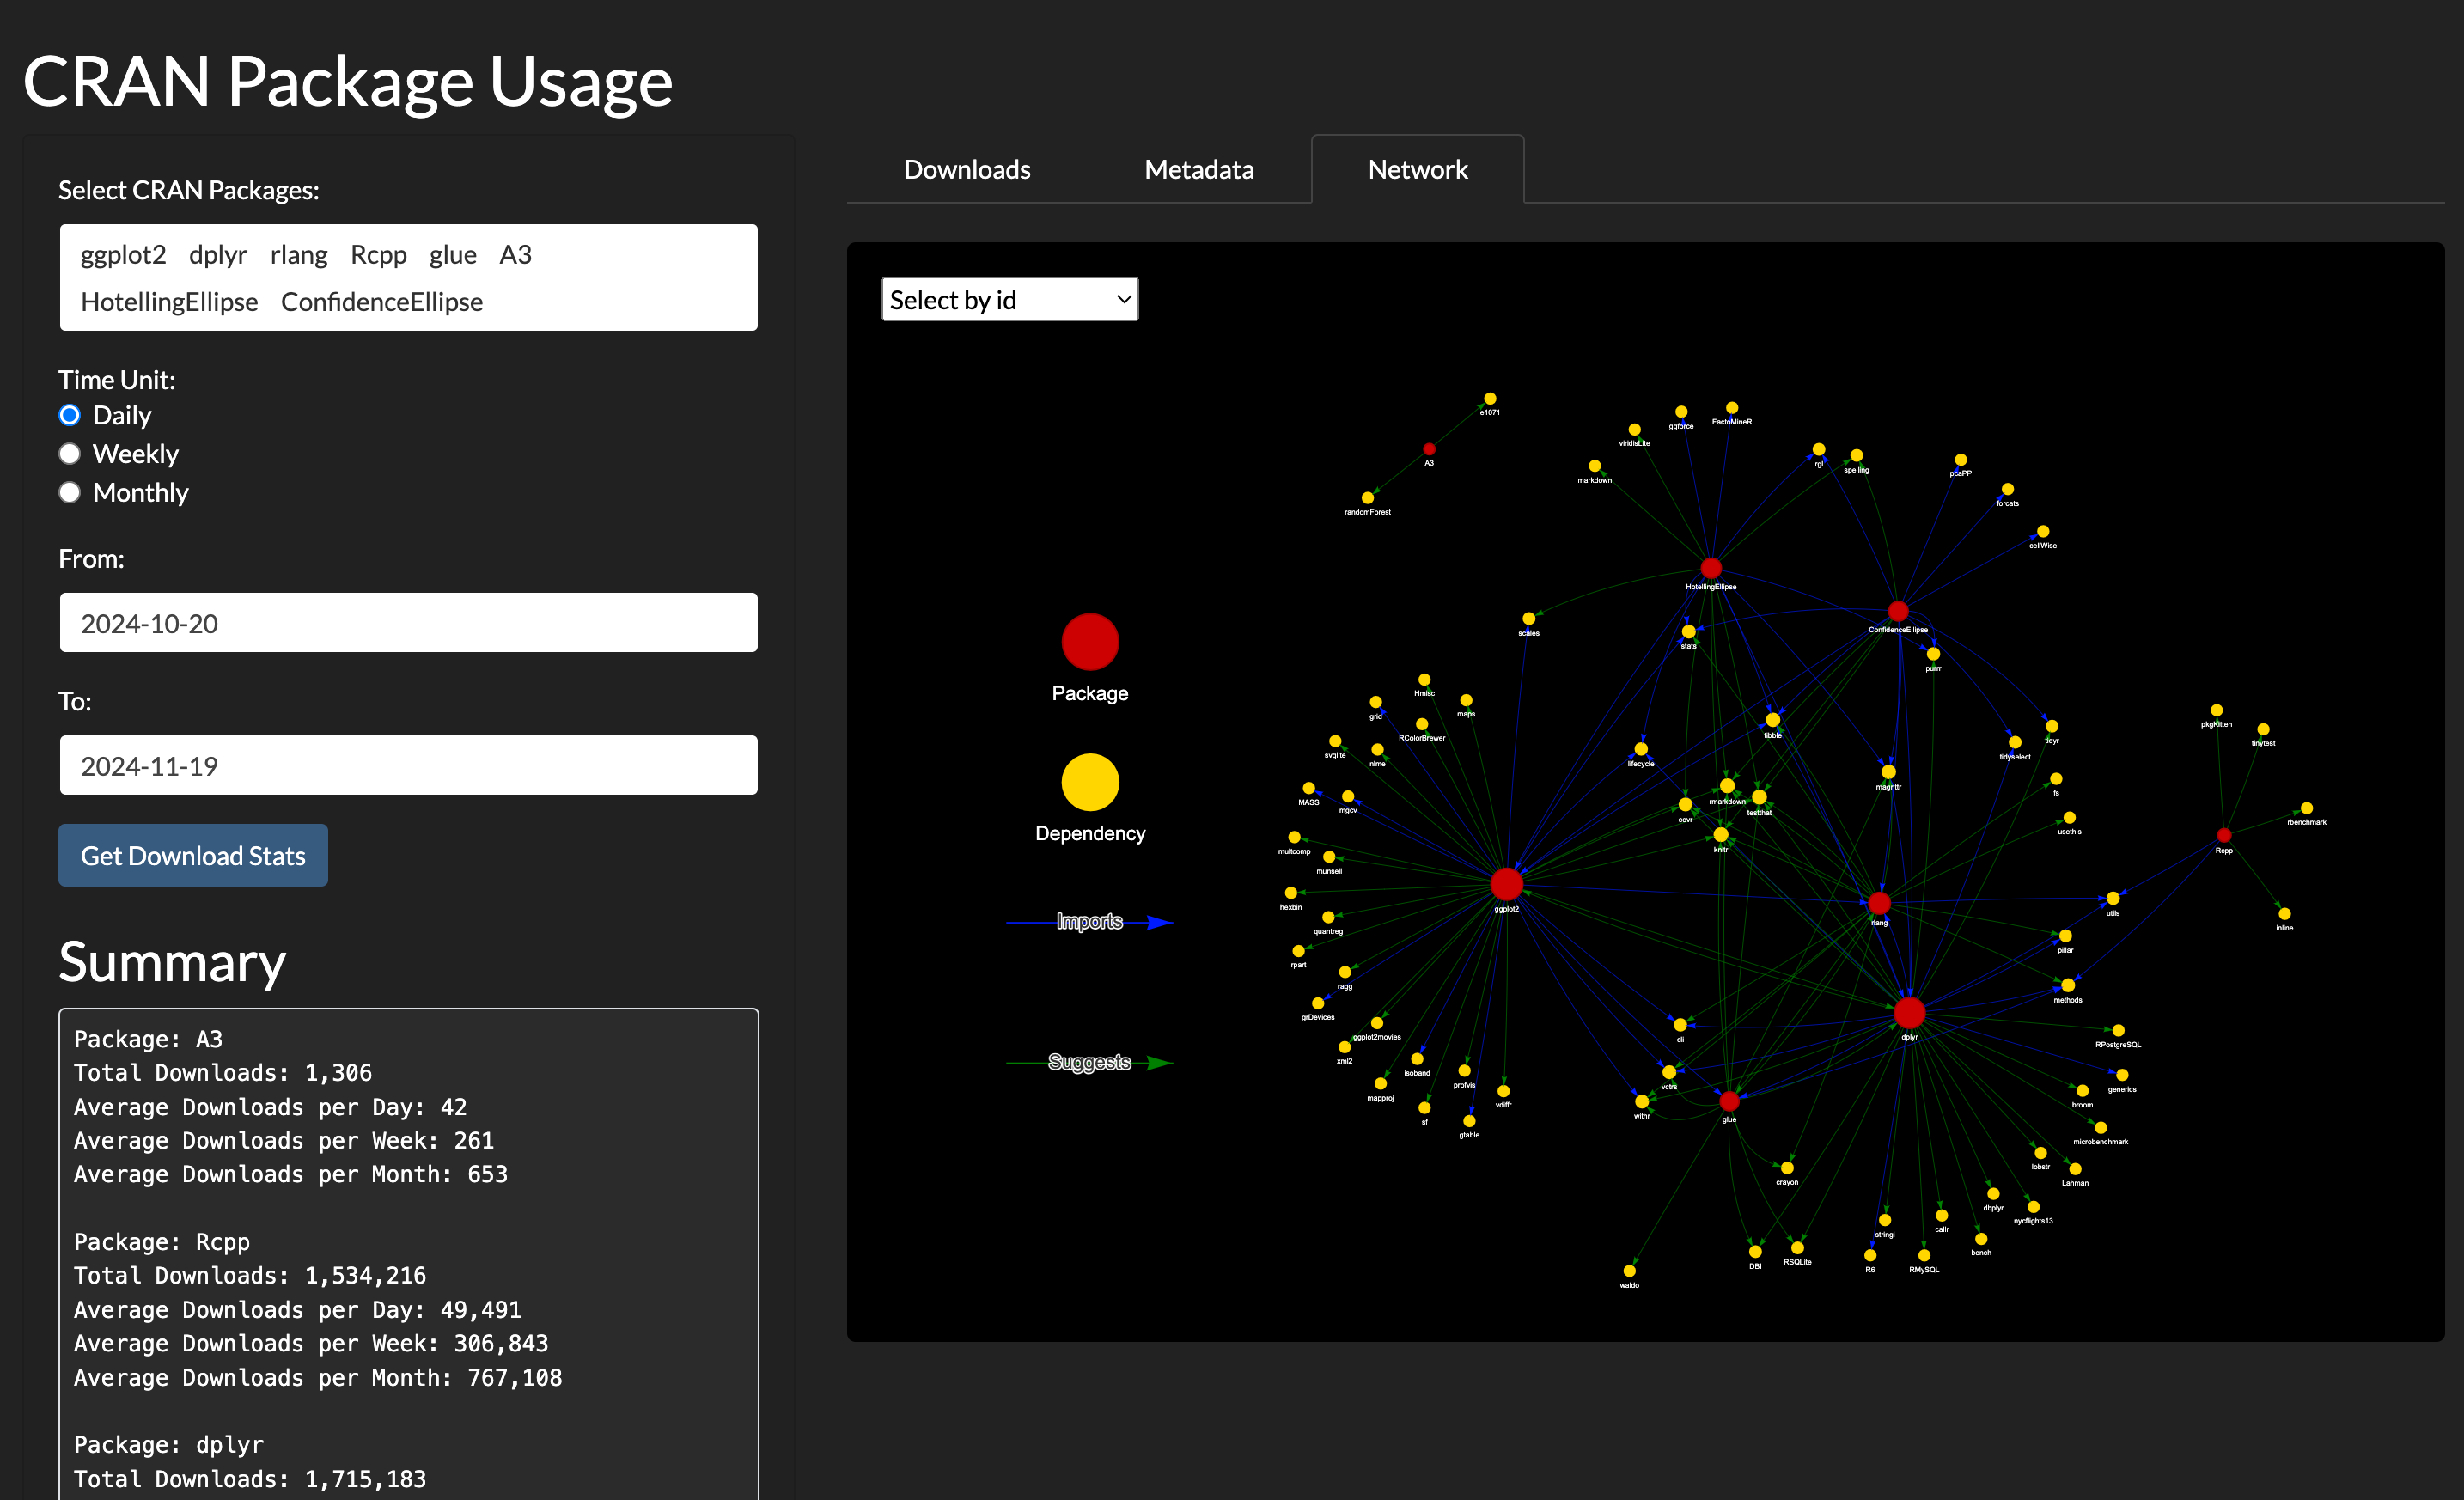 CRAN Package Usage
Select CRAN Packages:
ggplot2 dplyr rlang Rcpp glue A3
HotellingEllipse ConfidenceEllipse
Time Unit:
Daily
Weekly
Monthly
From:
2024-10-20
To:
2024-11-19
Get Download Stats
Summary
Package: A3
Total Downloads: 1,306
Average Downloads per Day: 42
Average Downloads per Week: 261
Average Downloads per Month: 653
Package: Rcpp
Total Downloads: 1,534,216
Average Downloads per Day: 49,491
Average Downloads per Week: 306,843
Average Downloads per Month: 767,108
Package: dplyr
Total Downloads: 1,715,183
Downloads Metadata Network
Select by id
Package
Dependency
Imports
Suggests
e1071
A3
randomForest
FactoMineR
ggforce
viridisLite
markdown
rgl
spelling
pcaPP
forcats
cellWise
HotellingEllipse
ConfidenceEllipse
scales
stats
purrr
Hmisc
grid
maps
RColorBrewer
svglite
nlme
tibble
lifecycle
tidyr
tidyselect
pkgKitten
tinytest
MASS
mgcv
rmarkdown
testthat
covr
magrittr
fs
usethis
rbenchmark
knitr
Rcpp
multcomp
munsell
hexbin
ggplot2
quantreg
rlang
utils
inline
rpart
pillar
ragg
methods
grDevices
ggplot2movies
cli
dplyr
RPostgreSQL
xml2
isoband
profvis
vctrs
generics
mapproj
vdiffr
withr
glue
broom
sf
gtable
microbenchmark
lobstr
Lahman
crayon
dbplyr
nycflights13
stringi
callr
bench
DBI
RSQLite
R6
RMySQL
waldo